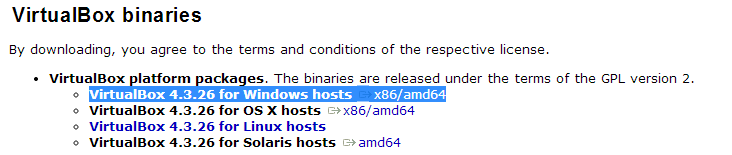 VirtualBox binaries
By downloading, you agree to the terms and conditions of the respective license.
VirtualBox platform packages. The binaries are released under the terms of the GPL version 2.
VirtualBox 4.3.26 for Windows hosts x86/amd64
VirtualBox 4.3.26 for OS X hosts x86/amd64
VirtualBox 4.3.26 for Linux hosts
VirtualBox 4.3.26 for Solaris hosts amd64